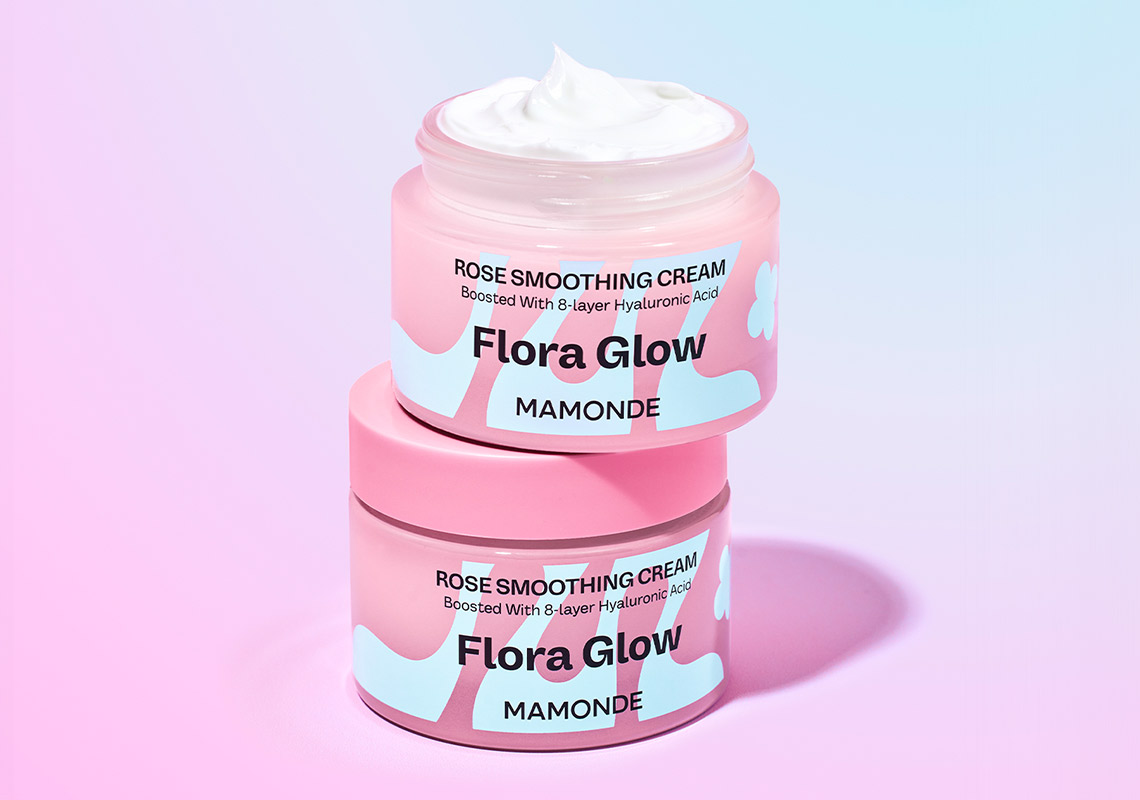 ROSE SMOOTHING CREAM
Boosted With 8-layer Hyaluronic Acid
Flora Glow
MAMONDE
ROSE SMOOTHING CREAM
Boosted With 8-layer Hyaluronic Acid
Flora Glow
MAMONDE